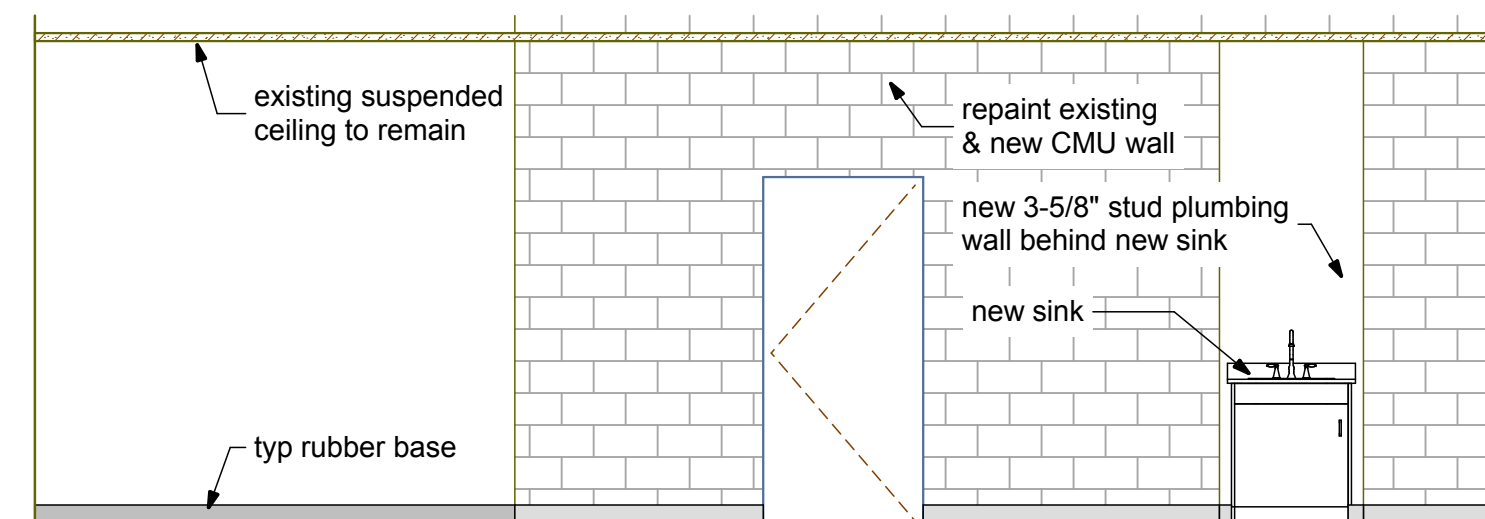 existing suspended
ceiling to remain
repaint existing
& new CMU wall
new 3-5/8" stud plumbing
wall behind new sink
new sink
typ rubber base